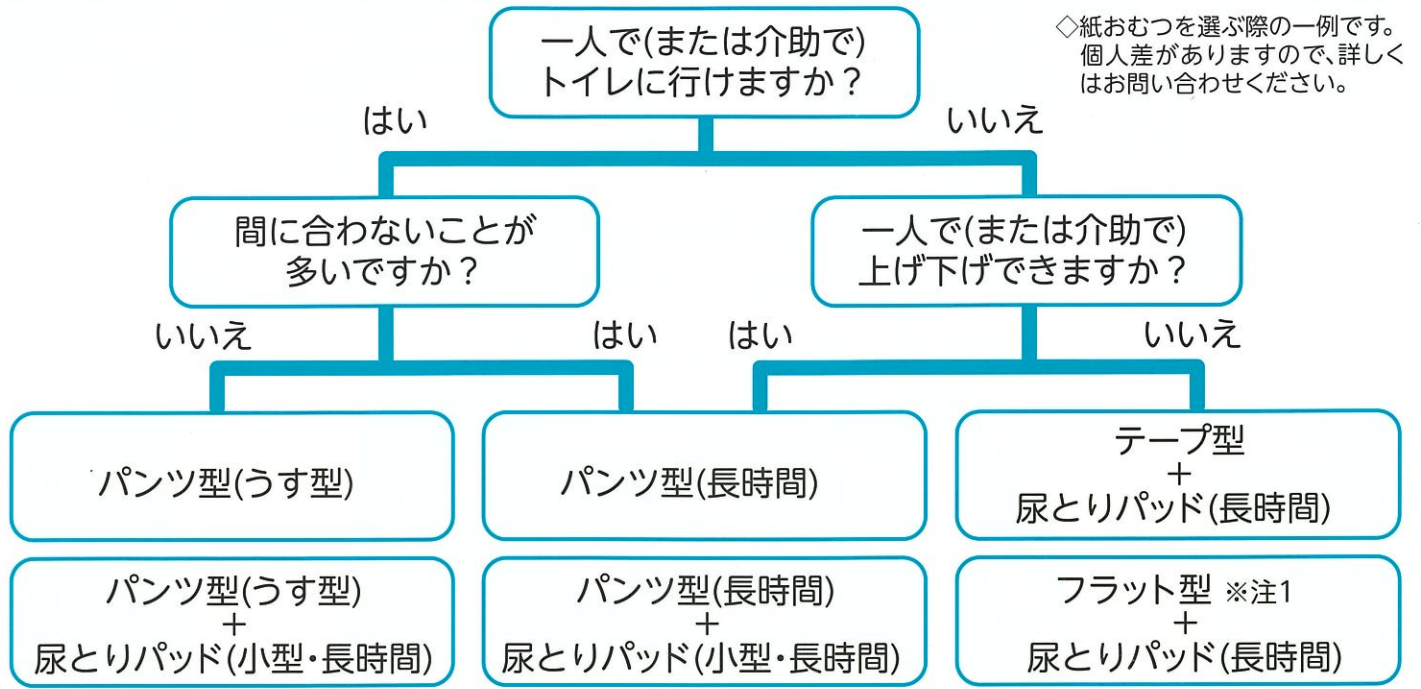 一人で(または介助で)
トイレに行けますか？
◇紙おむつを選ぶ際の一例です。
個人差がありますので、詳しく
はお問い合わせください。
はい
いいえ
間に合わないことが
多いですか？
一人で(または介助で)
上げ下げできますか？
いいえ
はい
はい
いいえ
パンツ型(うす型)
パンツ型(長時間)
テープ型
＋
尿とりパッド(長時間)
パンツ型(うす型)
＋
尿とりパッド(小型・長時間)
パンツ型(長時間)
＋
尿とりパッド(小型・長時間)
フラット型 ※注1
＋
尿とりパッド(長時間)